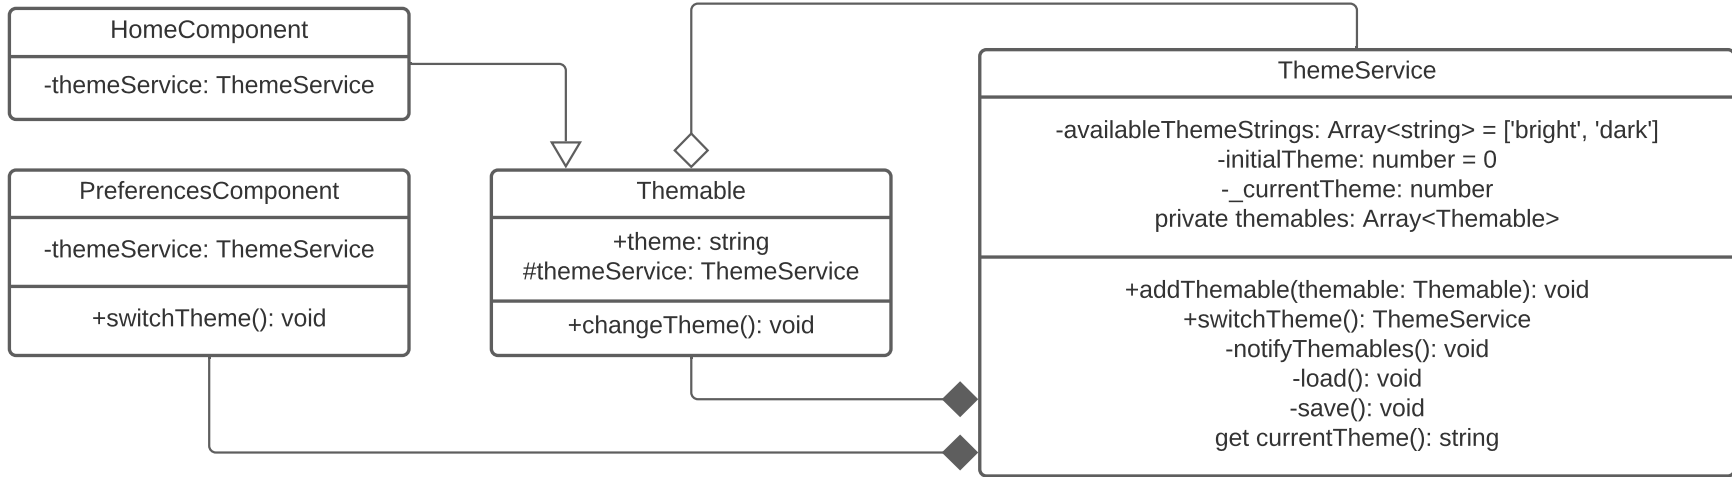 HomeComponent
-themeService: ThemeService
PreferencesComponent
-themeService: ThemeService
+switchTheme(): void
Themable
+theme: string
#themeService: ThemeService
+changeTheme(): void
ThemeService
-availableThemeStrings: Array<string> = ['bright', 'dark']
-initialTheme: number = 0
-_currentTheme: number
private themables: Array<Themable>
+addThemable(themable: Themable): void
+switchTheme(): ThemeService
-notifyThemables(): void
-load(): void
-save(): void
get currentTheme(): string